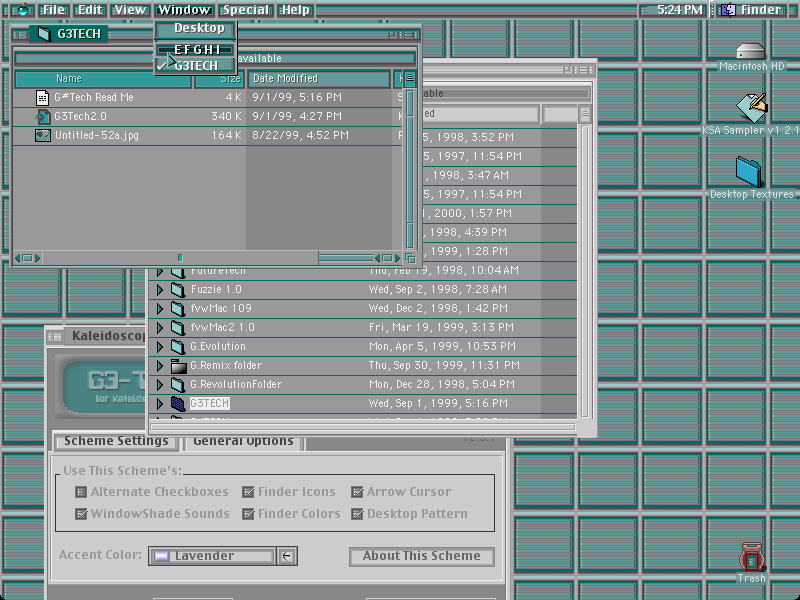 File Edit View Window Special Help 5:24 PM Finder
Desktop
E F G H I
G3TECH
G3TECH
available
Name Size Date Modified
G#Tech Read Me 4 K 9/1/99, 5:16 PM
G3Tech2.0 340 K 9/1/99, 4:27 PM
Untitled-52a.jpg 164 K 8/22/99, 4:52 PM
Macintosh HD
KSA Sampler v1.2.1
Desktop Textures
Trash
able
ed
5, 1998, 3:52 PM
5, 1997, 11:54 PM
, 1998, 3:47 AM
5, 1997, 11:54 PM
1, 2000, 1:57 PM
, 1998, 4:39 PM
, 1999, 1:28 PM
FutureTech Thu, Feb 19, 1998, 10:04 AM
Fuzzie 1.0 Wed, Sep 2, 1998, 7:28 AM
fvwMac 109 Wed, Dec 2, 1998, 1:42 PM
fvwMac2 1.0 Fri, Mar 19, 1999, 3:13 PM
G.Evolution Mon, Apr 5, 1999, 10:53 PM
G.Remix folder Thu, Sep 30, 1999, 11:31 PM
G.RevolutionFolder Mon, Dec 28, 1998, 5:04 PM
G3TECH Wed, Sep 1, 1999, 5:16 PM
Kaleidoscop
G3-T
for Kaleido
Scheme Settings General Options
Use This Scheme's:
Alternate Checkboxes Finder Icons Arrow Cursor
WindowShade Sounds Finder Colors Desktop Pattern
Accent Color: Lavender About This Scheme